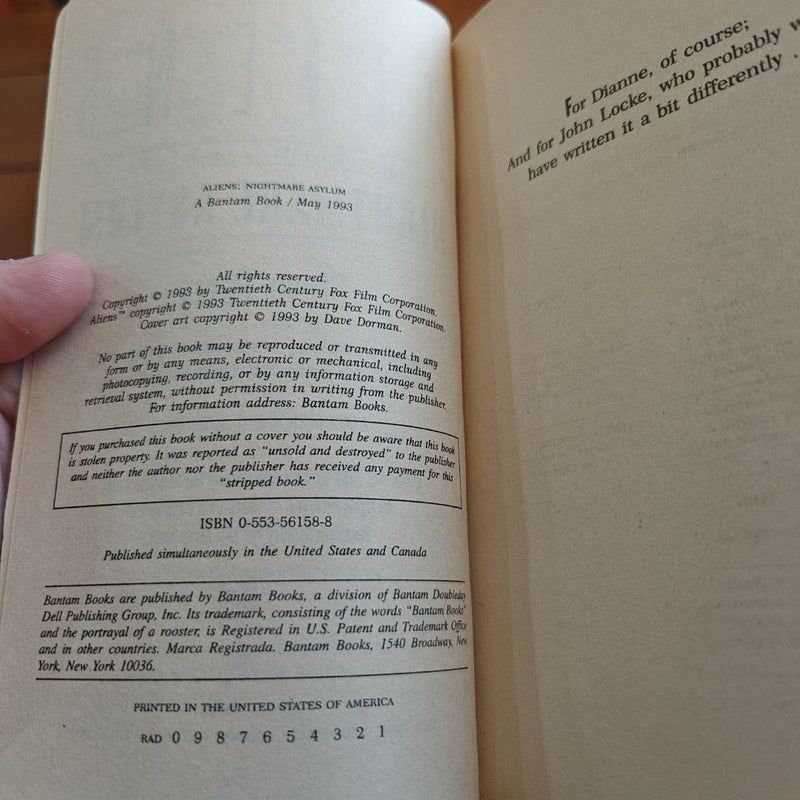 ALIENS: NIGHTMARE ASYLUM
A Bantam Book / May 1993
All rights reserved.
Copyright © 1993 by Twentieth Century Fox Film Corporation.
Aliens™ copyright © 1993 Twentieth Century Fox Film Corporation.
Cover art copyright © 1993 by Dave Dorman.
No part of this book may be reproduced or transmitted in any
form or by any means, electronic or mechanical, including
photocopying, recording, or by any information storage and
retrieval system, without permission in writing from the publisher.
For information address: Bantam Books.
If you purchased this book without a cover you should be aware that this book
is stolen property. It was reported as "unsold and destroyed" to the publisher
and neither the author nor the publisher has received any payment for this
"stripped book."
ISBN 0-553-56158-8
Published simultaneously in the United States and Canada
Bantam Books are published by Bantam Books, a division of Bantam Doubleday
Dell Publishing Group, Inc. Its trademark, consisting of the words "Bantam Books"
and the portrayal of a rooster, is Registered in U.S. Patent and Trademark Office
and in other countries. Marca Registrada. Bantam Books, 1540 Broadway, New
York, New York 10036.
PRINTED IN THE UNITED STATES OF AMERICA
RAD 0 9 8 7 6 5 4 3 2 1
For Dianne, of course;
And for John Locke, who probably
have written it a bit differently .